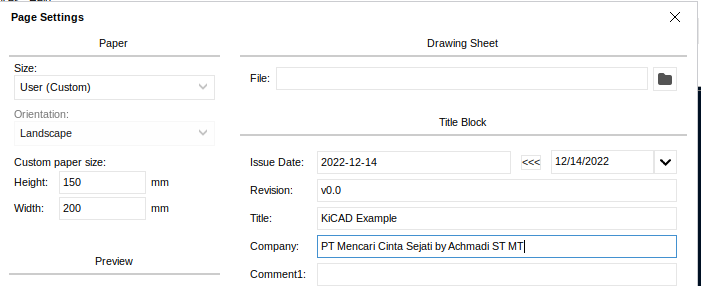 Page Settings
Paper
Size:
User (Custom)
Orientation:
Landscape
Custom paper size:
Height: 150 mm
Width: 200 mm
Preview
Drawing Sheet
File:
Title Block
Issue Date: 2022-12-14 <<< 12/14/2022
Revision: v0.0
Title: KiCAD Example
Company: PT Mencari Cinta Sejati by Achmadi ST MT
Comment1: